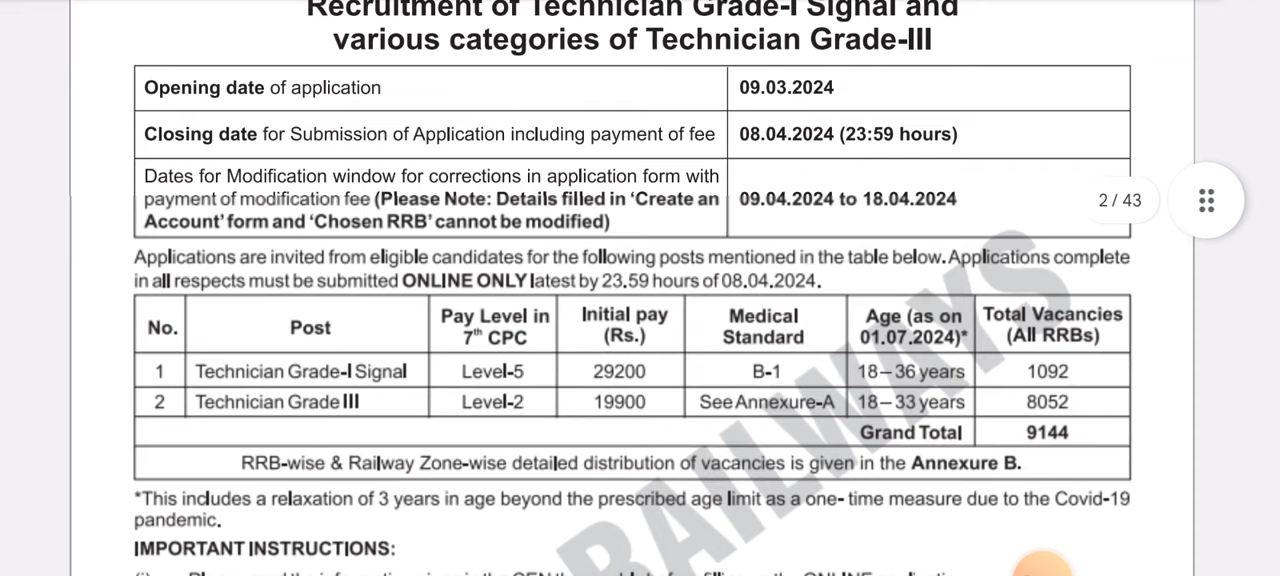 Recruitment of Technician Grade-I Signal and
various categories of Technician Grade-III
Opening date of application 09.03.2024
Closing date for Submission of Application including payment of fee 08.04.2024 (23:59 hours)
Dates for Modification window for corrections in application form with
payment of modification fee (Please Note: Details filled in ‘Create an
Account’ form and ‘Chosen RRB’ cannot be modified)
09.04.2024 to 18.04.2024
2 / 43
Applications are invited from eligible candidates for the following posts mentioned in the table below. Applications complete
in all respects must be submitted ONLINE ONLY latest by 23.59 hours of 08.04.2024.
No. Post Pay Level in 7th CPC Initial pay (Rs.) Medical Standard Age (as on 01.07.2024)* Total Vacancies (All RRBs)
1 Technician Grade-I Signal Level-5 29200 B-1 18–36 years 1092
2 Technician Grade III Level-2 19900 See Annexure-A 18–33 years 8052
Grand Total 9144
RRB-wise & Railway Zone-wise detailed distribution of vacancies is given in the Annexure B.
*This includes a relaxation of 3 years in age beyond the prescribed age limit as a one- time measure due to the Covid-19
pandemic.
IMPORTANT INSTRUCTIONS:
RAILWAYS